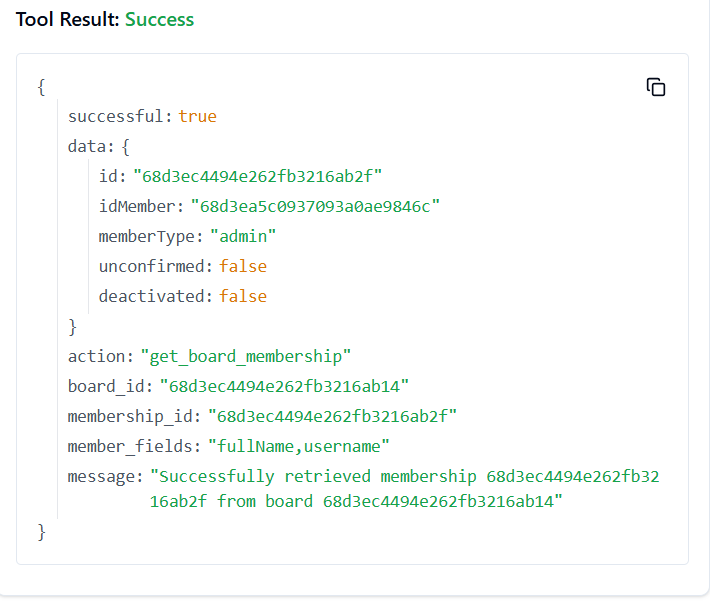 Tool Result: Success
{
successful: true
data: {
id: "68d3ec4494e262fb3216ab2f"
idMember: "68d3ea5c0937093a0ae9846c"
memberType: "admin"
unconfirmed: false
deactivated: false
}
action: "get_board_membership"
board_id: "68d3ec4494e262fb3216ab14"
membership_id: "68d3ec4494e262fb3216ab2f"
member_fields: "fullName,username"
message: "Successfully retrieved membership 68d3ec4494e262fb32
16ab2f from board 68d3ec4494e262fb3216ab14"
}